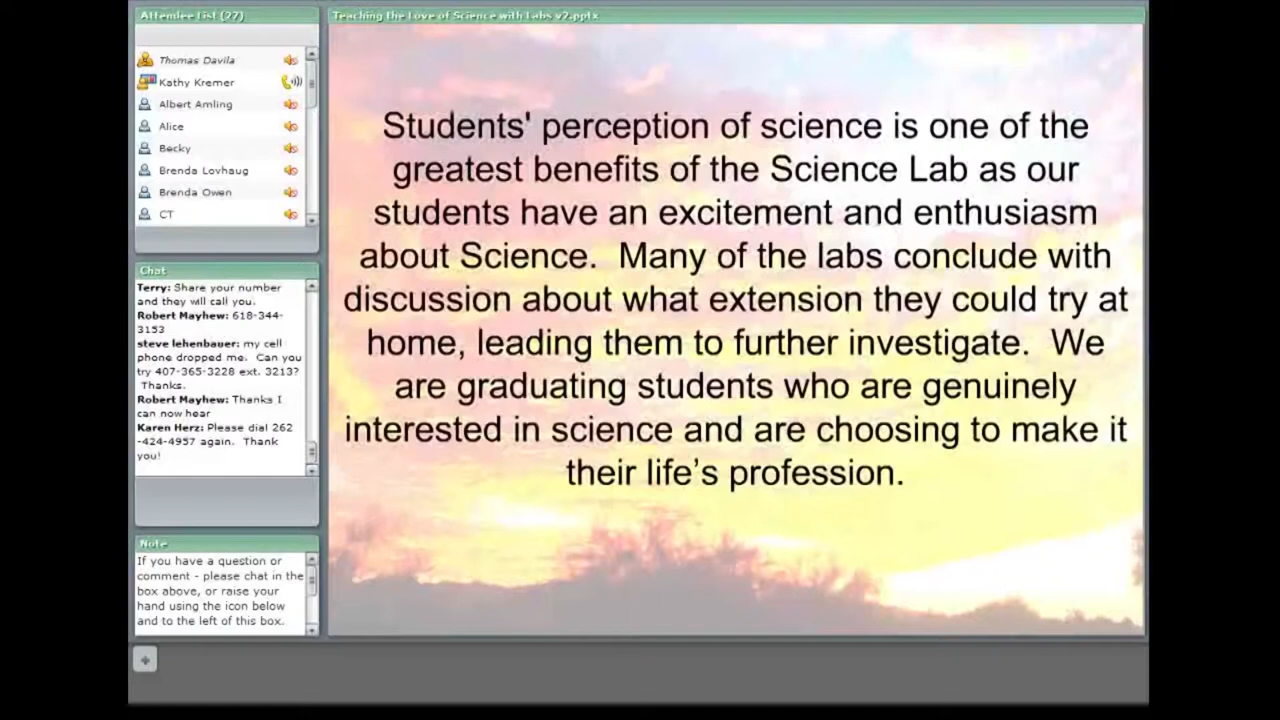 Attendee List (27)
Thomas Davila
Kathy Kremer
Albert Amling
Alice
Becky
Brenda Lovhaug
Brenda Owen
CT
Chat
Terry: Share your number
and they will call you.
Robert Mayhew: 618-344-
3153
steve lehenbauer: my cell
phone dropped me.  Can you
try 407-365-3228 ext. 3213?
Thanks.
Robert Mayhew: Thanks I
can now hear
Karen Herz: Please dial 262
-424-4957 again.  Thank
you!
Note
If you have a question or
comment - please chat in the
box above, or raise your
hand using the icon below
and to the left of this box.
Teaching the Love of Science with Labs v2.pptx
Students' perception of science is one of the
greatest benefits of the Science Lab as our
students have an excitement and enthusiasm
about Science.  Many of the labs conclude with
discussion about what extension they could try at
home, leading them to further investigate.  We
are graduating students who are genuinely
interested in science and are choosing to make it
their life’s profession.